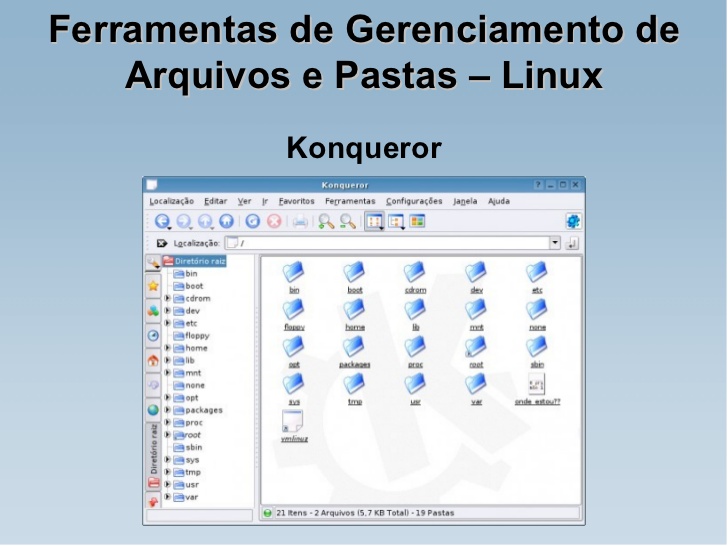 Ferramentas de Gerenciamento de
Arquivos e Pastas – Linux
Konqueror
Konqueror
Localização Editar Ver Ir Favoritos Ferramentas Configurações Janela Ajuda
Localização: /
Diretório raiz
bin
boot
cdrom
dev
etc
floppy
home
lib
mnt
none
opt
packages
proc
root
sbin
sys
tmp
usr
var
Diretório raiz
bin boot cdrom dev etc
floppy home lib mnt none
opt packages proc root sbin
sys tmp usr var onde_estou??
vmlinuz
21 Itens - 2 Arquivos (5,7 KB Total) - 19 Pastas